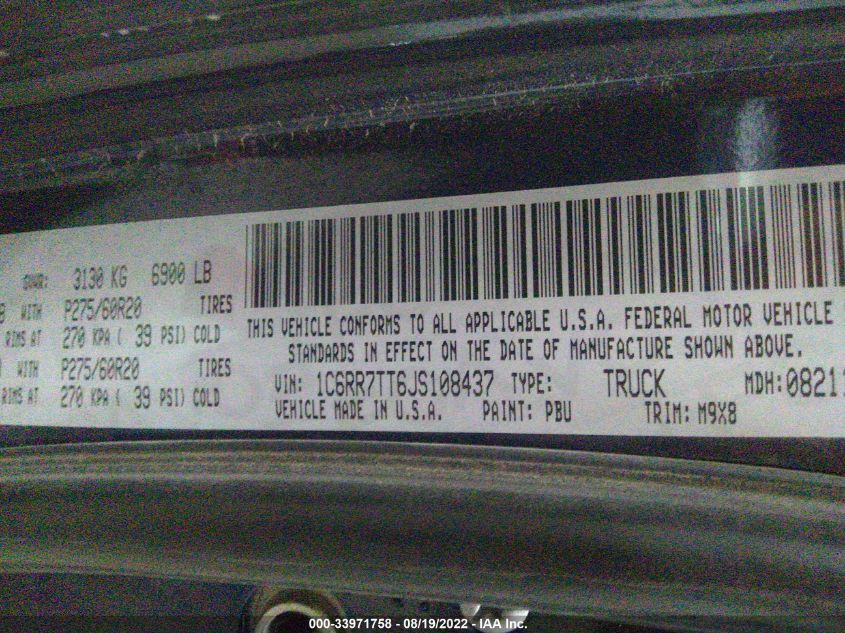 GVWR: 3130 KG 6900 LB
WITH P275/60R20 TIRES
RIMS AT 270 KPA ( 39 PSI) COLD
WITH P275/60R20 TIRES
RIMS AT 270 KPA ( 39 PSI) COLD
THIS VEHICLE CONFORMS TO ALL APPLICABLE U.S.A. FEDERAL MOTOR VEHICLE
STANDARDS IN EFFECT ON THE DATE OF MANUFACTURE SHOWN ABOVE.
VIN: 1C6RR7TT6JS108437 TYPE: TRUCK MDH:08211
VEHICLE MADE IN U.S.A. PAINT: PBU TRIM: M9X8
000-33971758 - 08/19/2022 - IAA Inc.